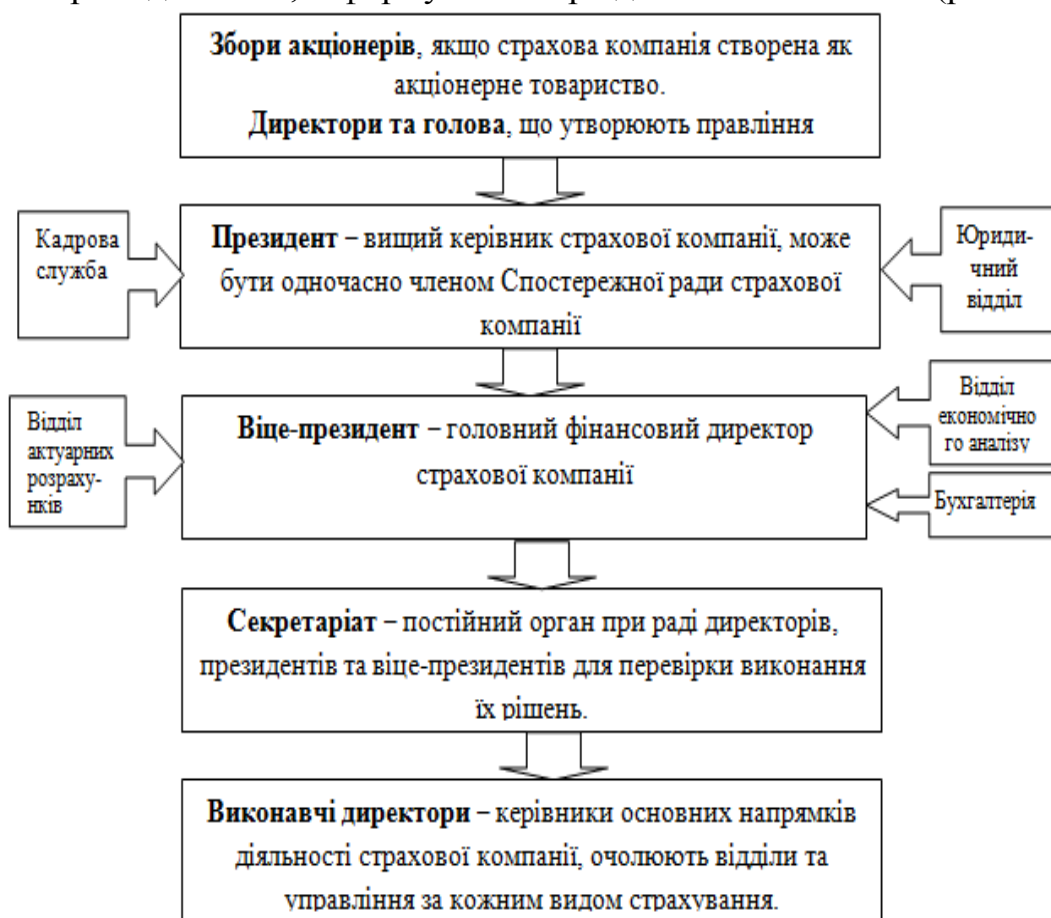 Збори акціонерів, якщо страхова компанія створена як
акціонерне товариство.
Директори та голова, що утворюють правління
Кадрова
служба
Президент – вищий керівник страхової компанії, може
бути одночасно членом Спостережної ради страхової
компанії
Юриди-
чний
відділ
Відділ
актуарних
розраху-
нків
Віце-президент – головний фінансовий директор
страхової компанії
Відділ
економічно
го аналізу
Бухгалтерія
Секретаріат – постійний орган при раді директорів,
президентів та віце-президентів для перевірки виконання
їх рішень.
Виконавчі директори – керівники основних напрямків
діяльності страхової компанії, очолюють відділи та
управління за кожним видом страхування.